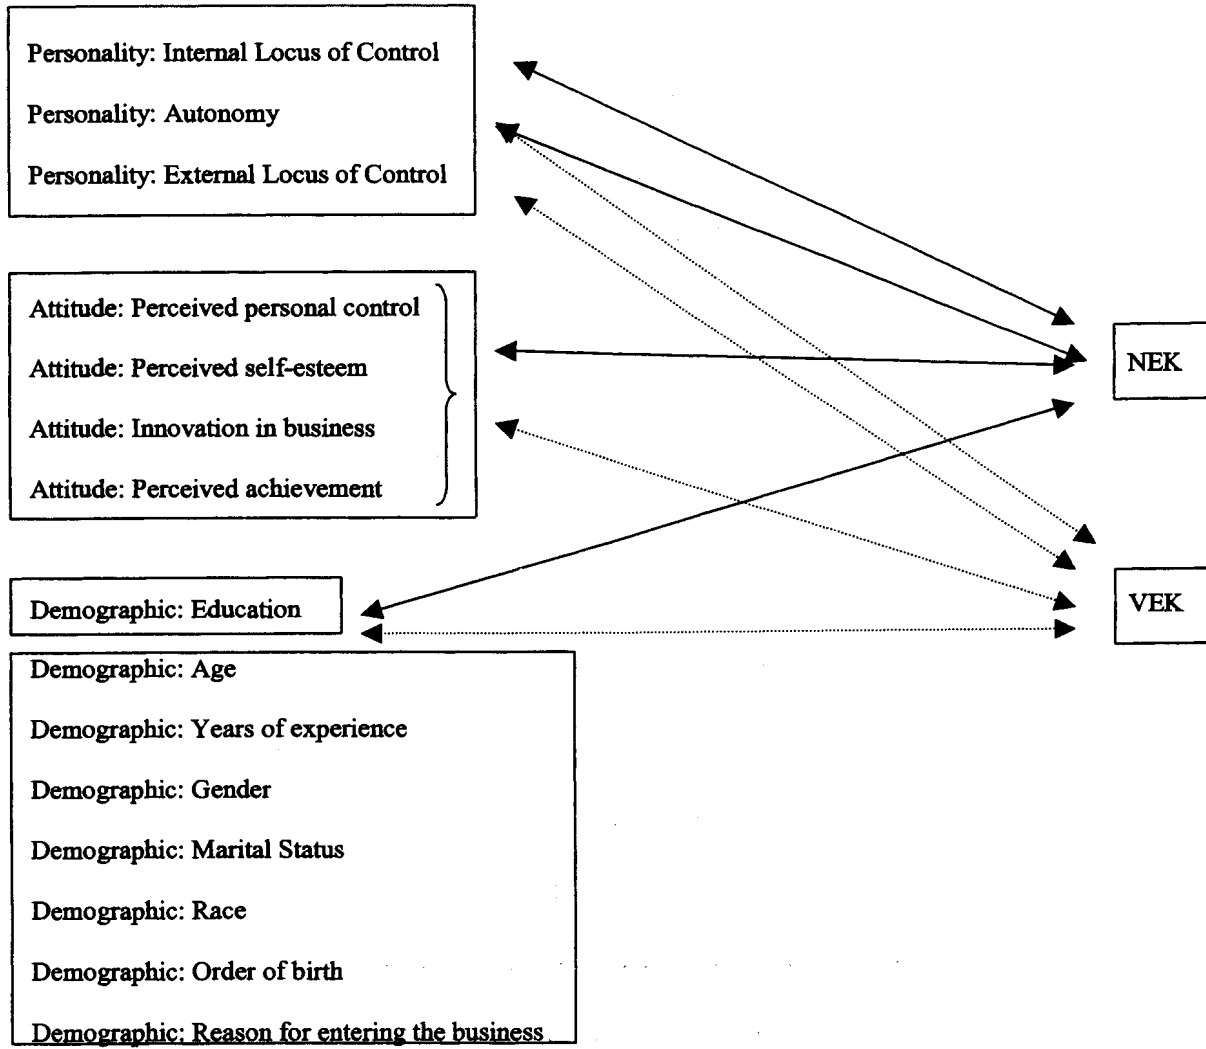 Personality: Internal Locus of Control
Personality: Autonomy
Personality: External Locus of Control
Attitude: Perceived personal control
Attitude: Perceived self-esteem
Attitude: Innovation in business
Attitude: Perceived achievement
NEK
VEK
Demographic: Education
Demographic: Age
Demographic: Years of experience
Demographic: Gender
Demographic: Marital Status
Demographic: Race
Demographic: Order of birth
Demographic: Reason for entering the business